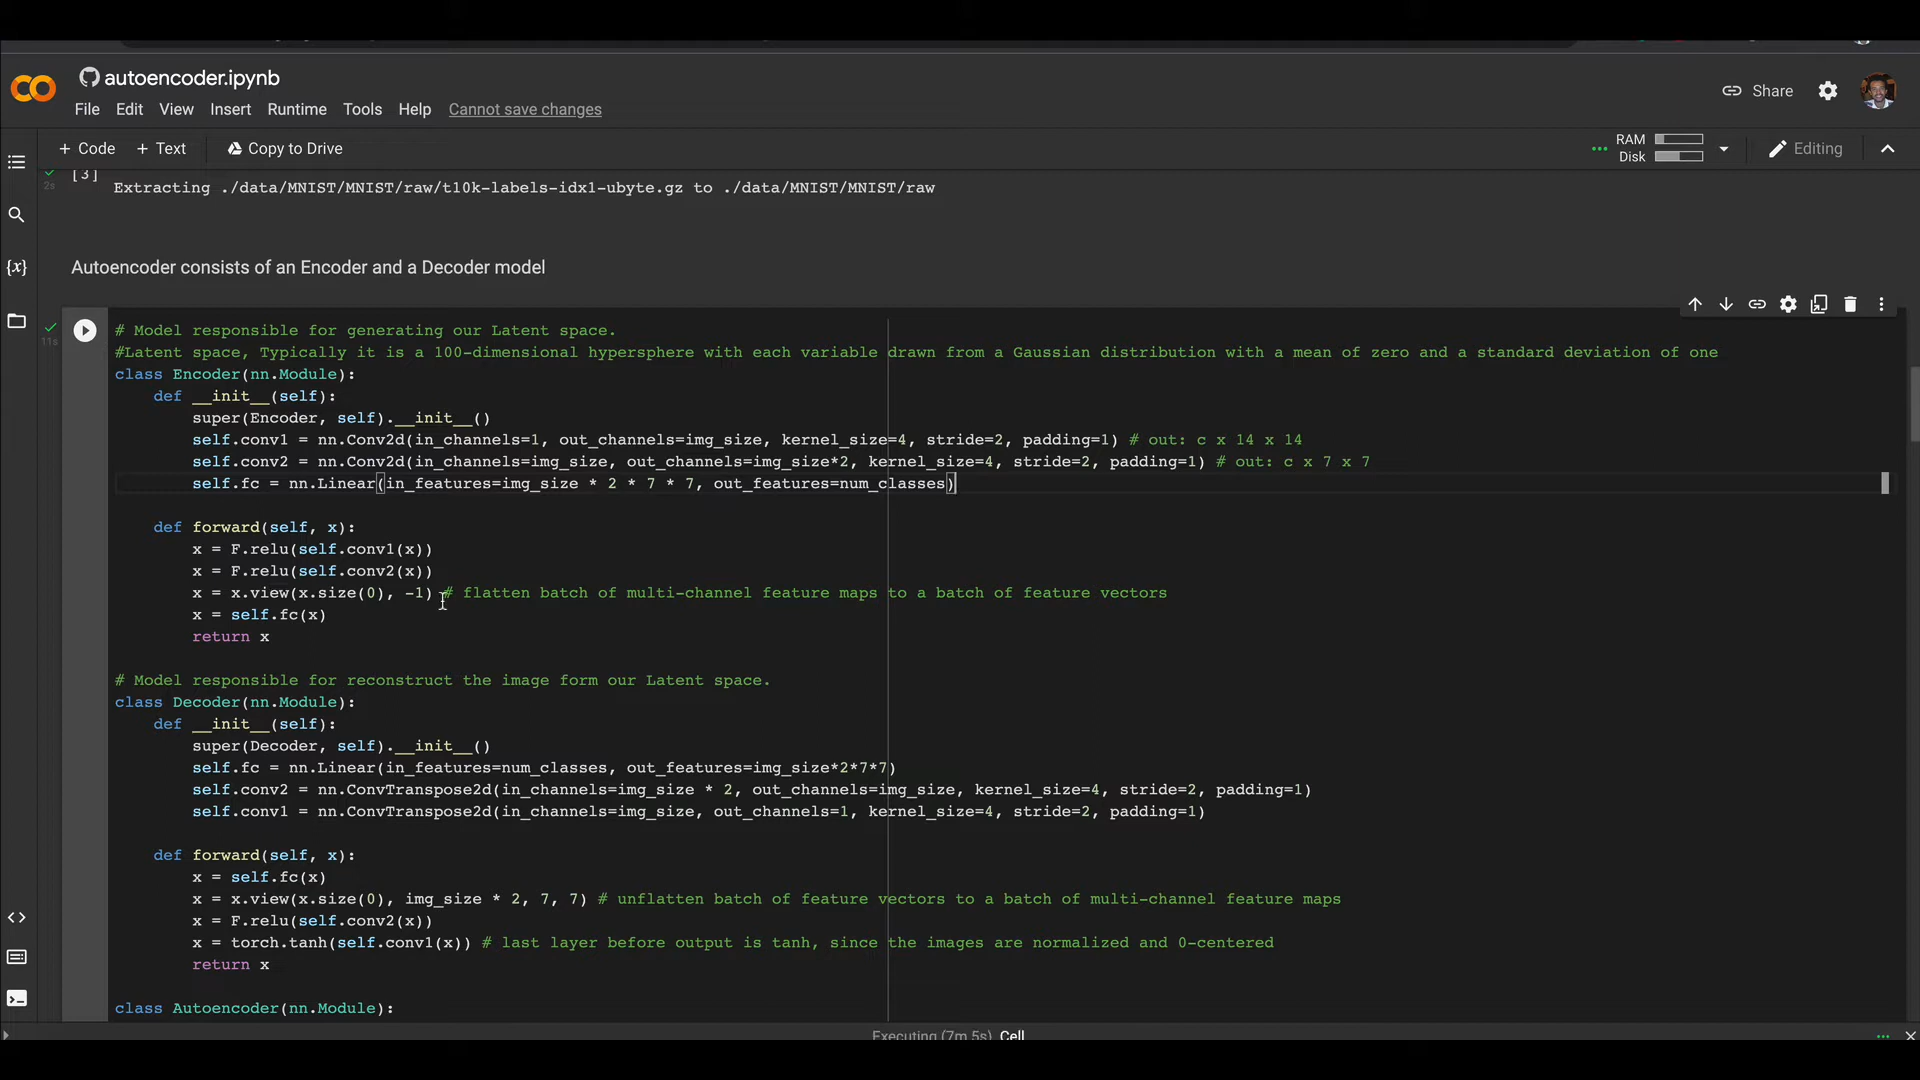 autoencoder.ipynb
File Edit View Insert Runtime Tools Help Cannot save changes
Share
+ Code + Text Copy to Drive
RAM
Disk
Editing
[3]
2s
Extracting ./data/MNIST/MNIST/raw/t10k-labels-idx1-ubyte.gz to ./data/MNIST/MNIST/raw
{x}
Autoencoder consists of an Encoder and a Decoder model
11s
# Model responsible for generating our Latent space.
#Latent space, Typically it is a 100-dimensional hypersphere with each variable drawn from a Gaussian distribution with a mean of zero and a standard deviation of one
class Encoder(nn.Module):
    def __init__(self):
        super(Encoder, self).__init__()
        self.conv1 = nn.Conv2d(in_channels=1, out_channels=img_size, kernel_size=4, stride=2, padding=1) # out: c x 14 x 14
        self.conv2 = nn.Conv2d(in_channels=img_size, out_channels=img_size*2, kernel_size=4, stride=2, padding=1) # out: c x 7 x 7
        self.fc = nn.Linear(in_features=img_size * 2 * 7 * 7, out_features=num_classes)
    def forward(self, x):
        x = F.relu(self.conv1(x))
        x = F.relu(self.conv2(x))
        x = x.view(x.size(0), -1) # flatten batch of multi-channel feature maps to a batch of feature vectors
        x = self.fc(x)
        return x
# Model responsible for reconstruct the image form our Latent space.
class Decoder(nn.Module):
    def __init__(self):
        super(Decoder, self).__init__()
        self.fc = nn.Linear(in_features=num_classes, out_features=img_size*2*7*7)
        self.conv2 = nn.ConvTranspose2d(in_channels=img_size * 2, out_channels=img_size, kernel_size=4, stride=2, padding=1)
        self.conv1 = nn.ConvTranspose2d(in_channels=img_size, out_channels=1, kernel_size=4, stride=2, padding=1)
    def forward(self, x):
        x = self.fc(x)
        x = x.view(x.size(0), img_size * 2, 7, 7) # unflatten batch of feature vectors to a batch of multi-channel feature maps
        x = F.relu(self.conv2(x))
        x = torch.tanh(self.conv1(x)) # last layer before output is tanh, since the images are normalized and 0-centered
        return x
class Autoencoder(nn.Module):
Executing (7m 5s) Cell